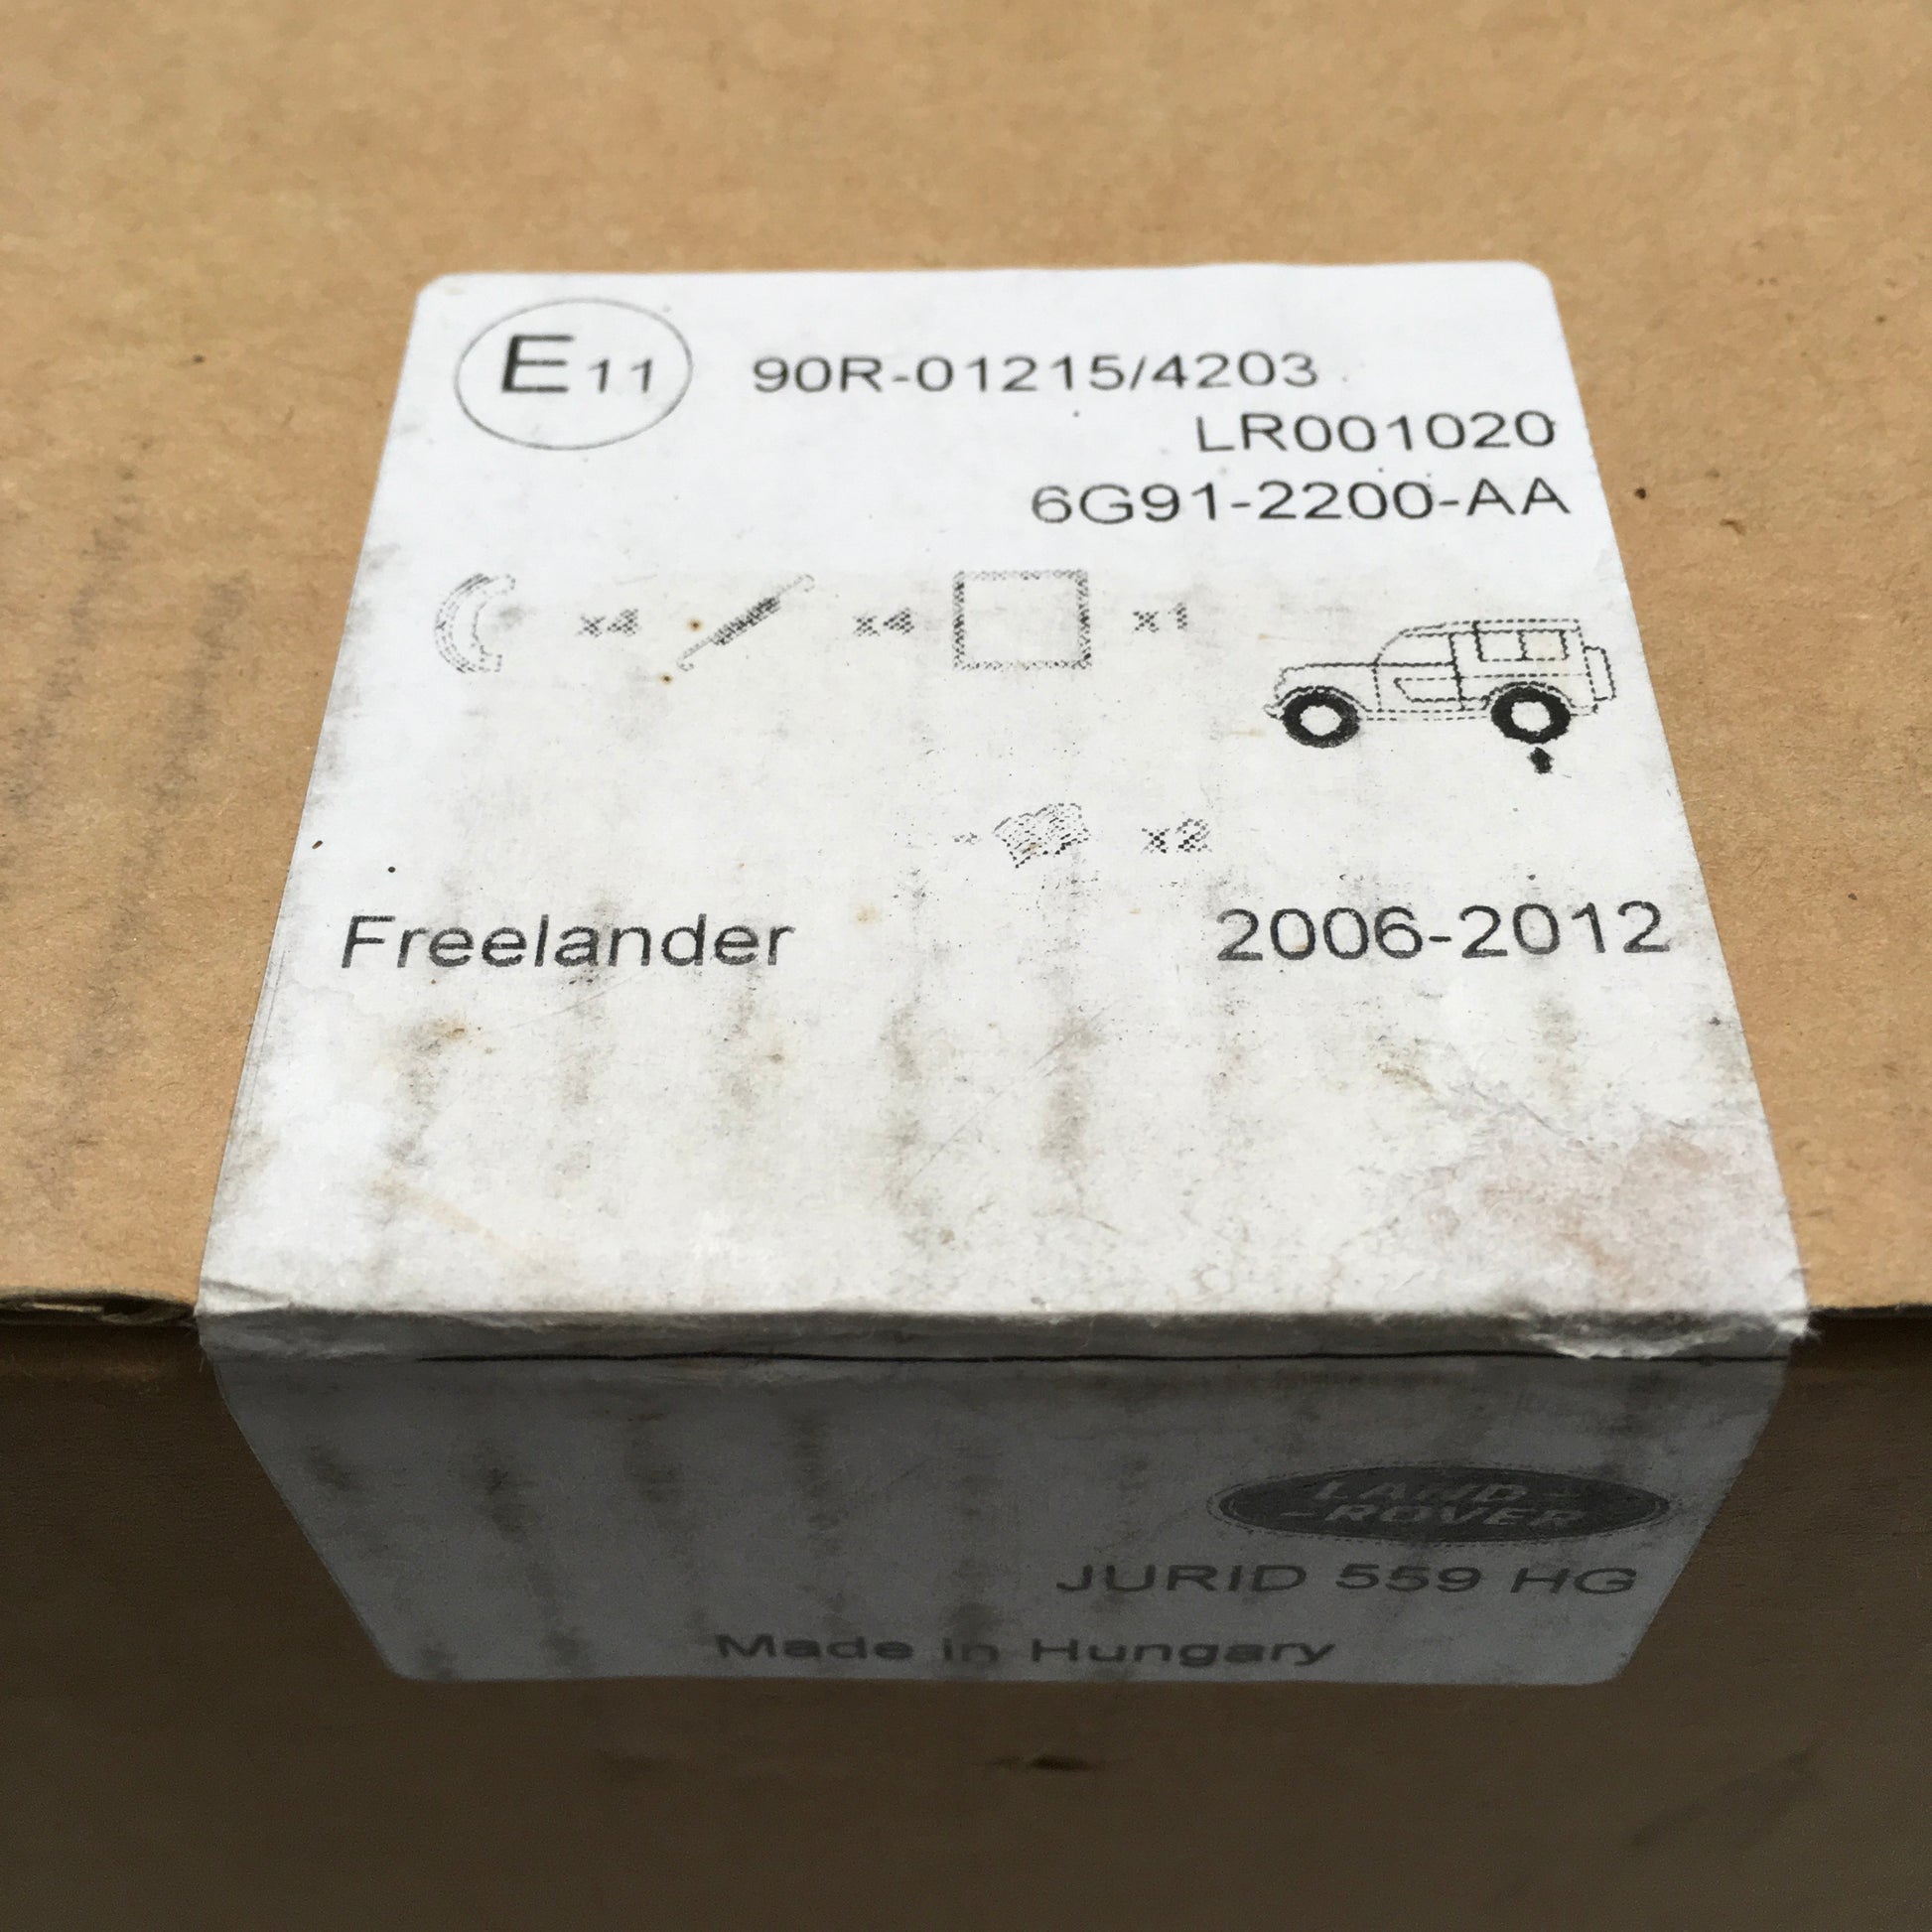 E11 90R-01215/4203
LR001020
6G91-2200-AA
x4 x4 x1
x2
Freelander 2006-2012
LAND-
-ROVER
JURID 559 HG
Made in Hungary